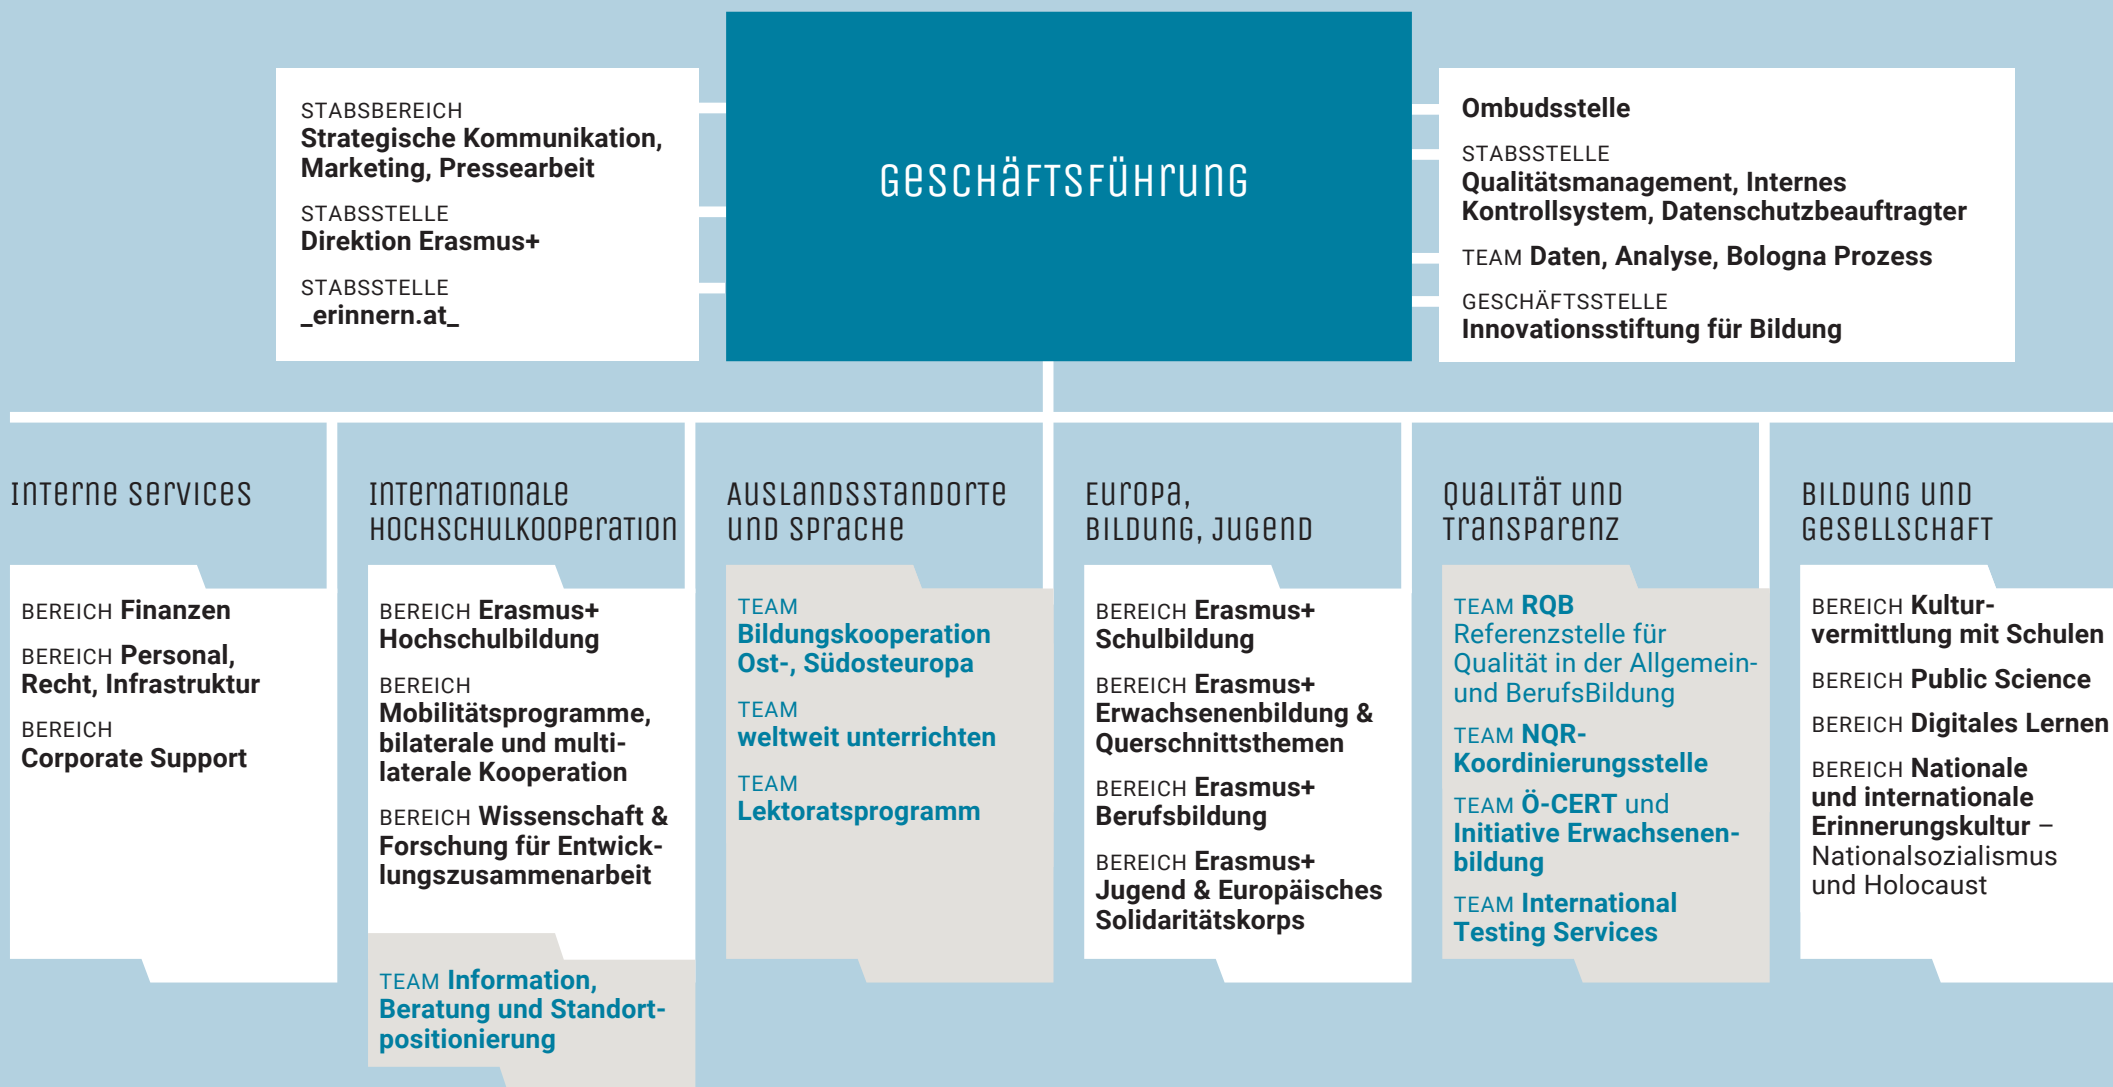 STABSBEREICH
Strategische Kommunikation,
Marketing, Pressearbeit
STABSSTELLE
Direktion Erasmus+
STABSSTELLE
_erinnern.at_
GESCHÄFTSFÜHRUNG
Ombudsstelle
STABSSTELLE
Qualitätsmanagement, Internes
Kontrollsystem, Datenschutzbeauftragter
TEAM Daten, Analyse, Bologna Prozess
GESCHÄFTSSTELLE
Innovationsstiftung für Bildung
Interne Services
BEREICH Finanzen
BEREICH Personal,
Recht, Infrastruktur
BEREICH
Corporate Support
Internationale
Hochschulkooperation
BEREICH Erasmus+
Hochschulbildung
BEREICH
Mobilitätsprogramme,
bilaterale und multi-
laterale Kooperation
BEREICH Wissenschaft &
Forschung für Entwick-
lungszusammenarbeit
TEAM Information,
Beratung und Standort-
positionierung
Auslandsstandorte
und Sprache
TEAM
Bildungskooperation
Ost-, Südosteuropa
TEAM
weltweit unterrichten
TEAM
Lektoratsprogramm
Europa,
Bildung, Jugend
BEREICH Erasmus+
Schulbildung
BEREICH Erasmus+
Erwachsenenbildung &
Querschnittsthemen
BEREICH Erasmus+
Berufsbildung
BEREICH Erasmus+
Jugend & Europäisches
Solidaritätskorps
Qualität und
Transparenz
TEAM RQB
Referenzstelle für
Qualität in der Allgemein-
und BerufsBildung
TEAM NQR-
Koordinierungsstelle
TEAM Ö-CERT und
Initiative Erwachsenen-
bildung
TEAM International
Testing Services
Bildung und
Gesellschaft
BEREICH Kultur-
vermittlung mit Schulen
BEREICH Public Science
BEREICH Digitales Lernen
BEREICH Nationale
und internationale
Erinnerungskultur –
Nationalsozialismus
und Holocaust